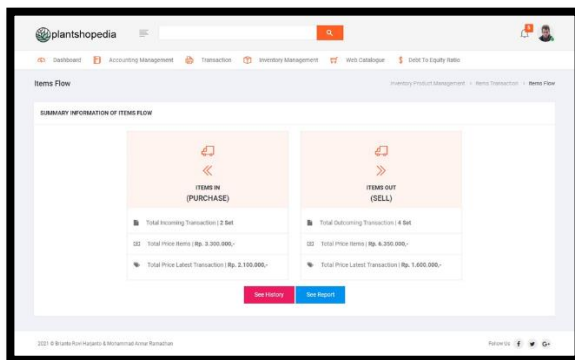 plantshopedia
Dashboard Accounting Management Transaction Inventory Management Web Catalogue Debt To Equity Ratio
Items Flow
Inventory Product Management Items Transaction Items Flow
SUMMARY INFORMATION OF ITEMS FLOW
ITEMS IN
(PURCHASE)
Total Incoming Transaction | 2 Set
Total Price Items | Rp. 3.300.000,-
Total Price Latest Transaction | Rp. 2.100.000,-
ITEMS OUT
(SELL)
Total Outcoming Transaction | 4 Set
Total Price Items | Rp. 6.350.000,-
Total Price Latest Transaction | Rp. 1.600.000,-
See History See Report
2021 © Briante Rovi Harjanto & Mohammad Anwar Ramadhan
Follow Us